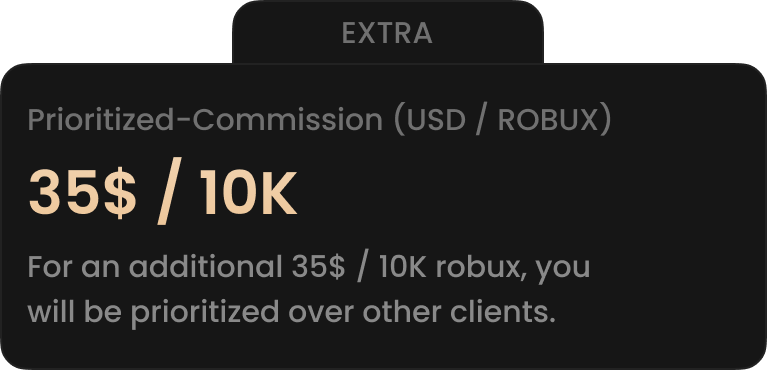 EXTRA
Prioritized-Commission (USD / ROBUX)
35$ / 10K
For an additional 35$ / 10K robux, you
will be prioritized over other clients.